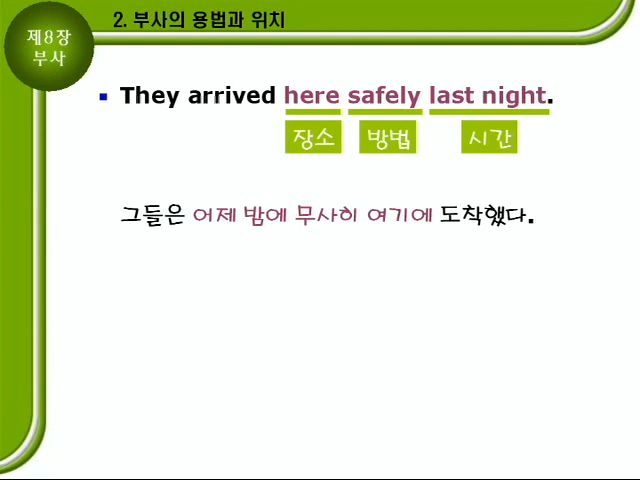 제8장
부사
2. 부사의 용법과 위치
▪ They arrived here safely last night.
장소 방법 시간
그들은 어제 밤에 무사히 여기에 도착했다.